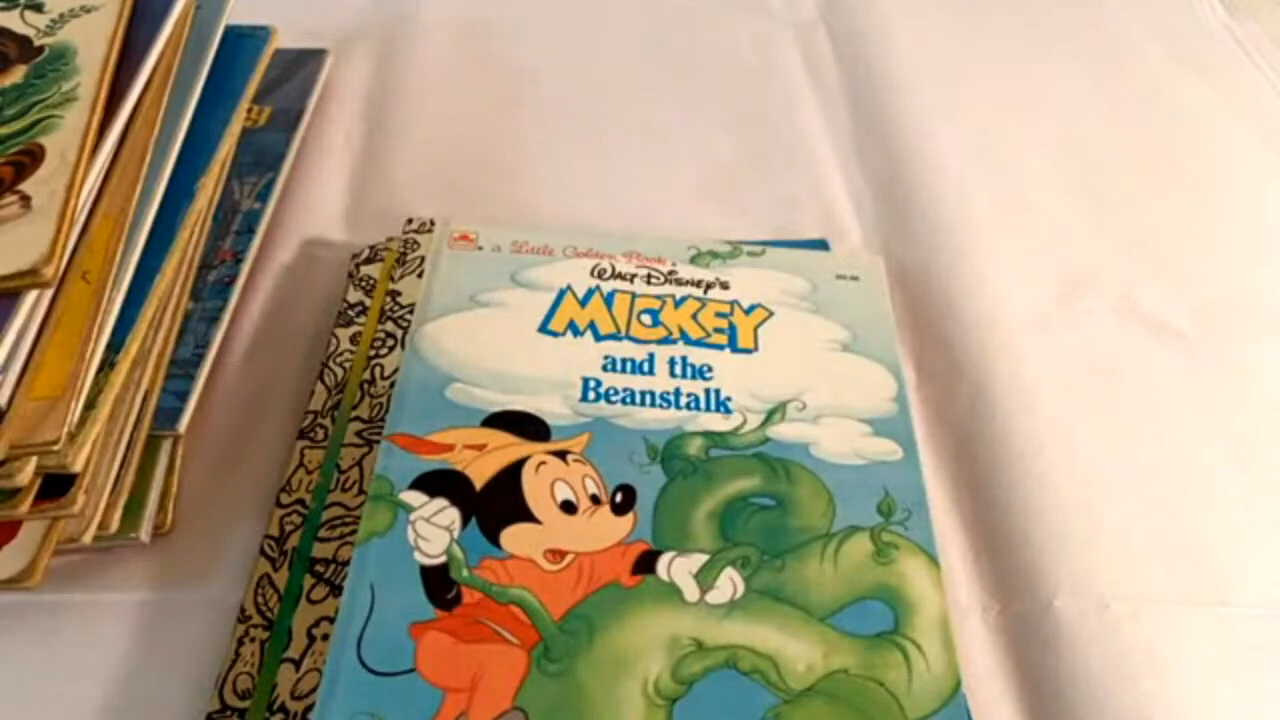 a Little Golden Book
WALT DISNEY'S
MICKEY
and the
Beanstalk